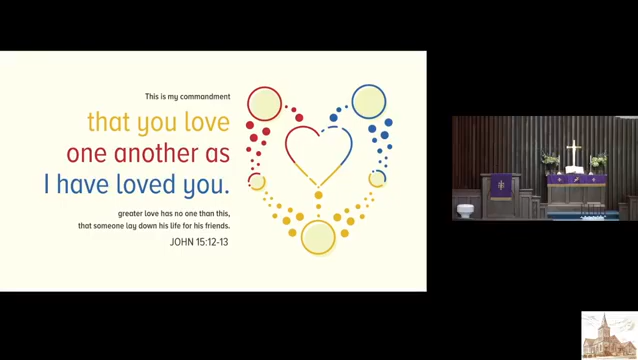 This is my commandment
that you love
one another as
I have loved you.
greater love has no one than this,
that someone lay down his life for his friends.
JOHN 15:12-13